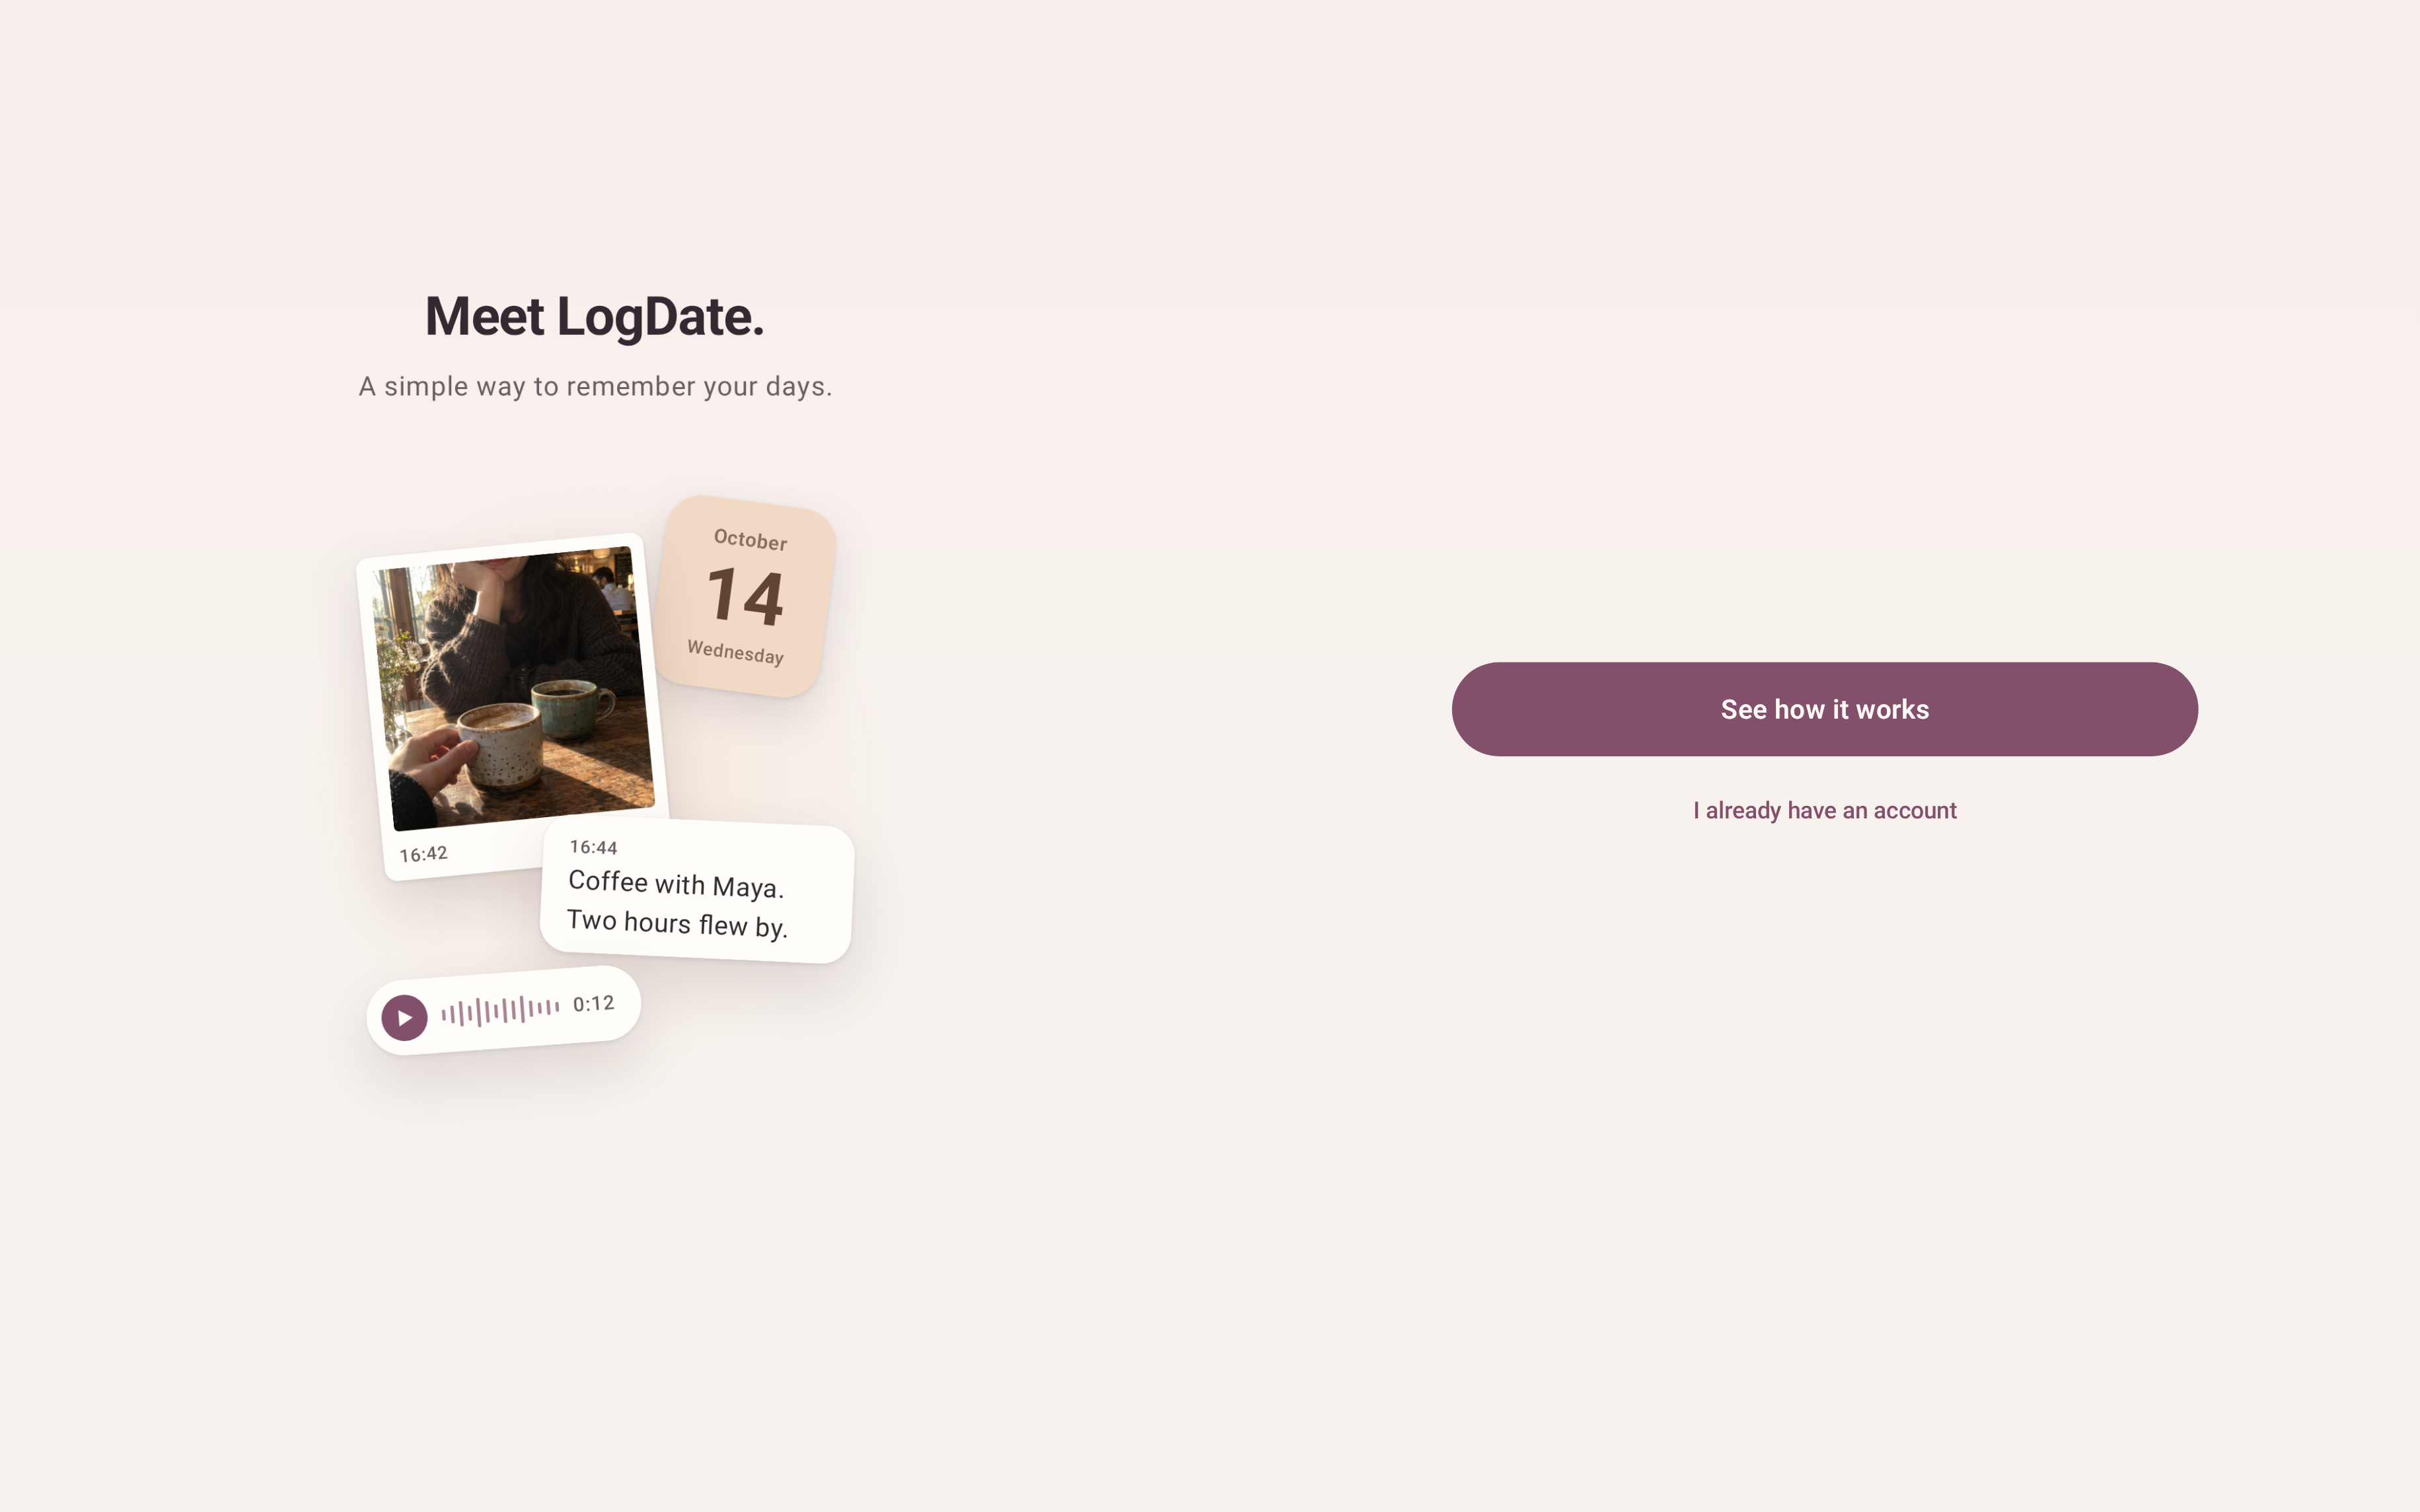 Meet LogDate.
A simple way to remember your days.
October
14
Wednesday
16:42
16:44
Coffee with Maya.
Two hours flew by.
0:12
See how it works
I already have an account